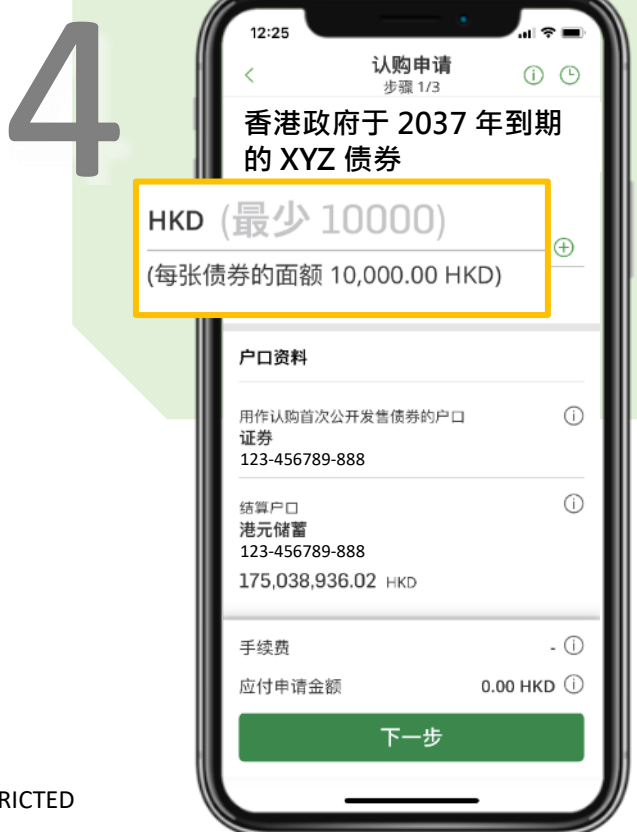 4
12:25
认购申请
步骤 1/3
香港政府于 2037 年到期
的 XYZ 债券
HKD (最少 10000)
(每张债券的面额 10,000.00 HKD)
户口资料
用作认购首次公开发售债券的户口
证券
123-456789-888
结算户口
港元储蓄
123-456789-888
175,038,936.02 HKD
手续费 -
应付申请金额 0.00 HKD
下一步
RICTED